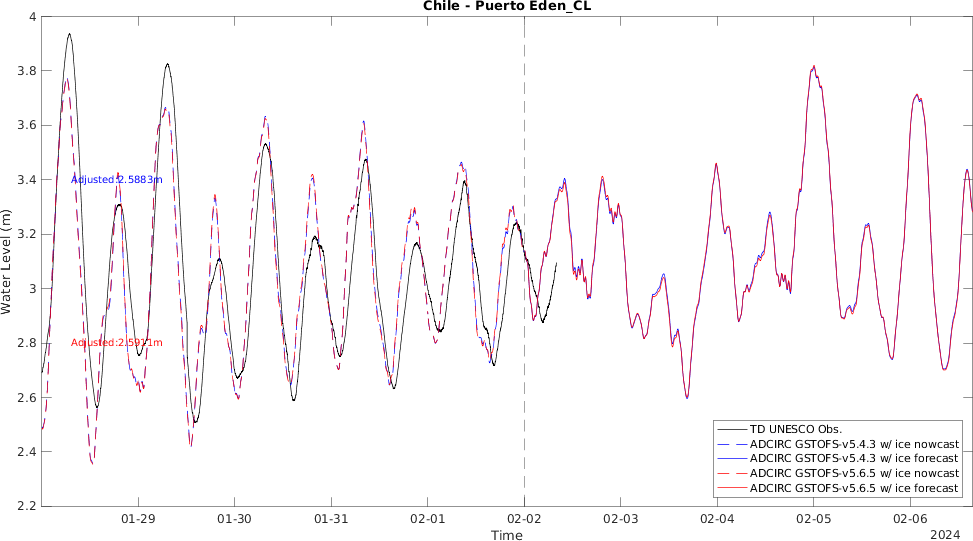 Chile - Puerto Eden_CL
Water Level (m)
4
3.8
3.6
3.4
3.2
3
2.8
2.6
2.4
2.2
Adjusted:2.5883m
01-29
01-30
01-31
02-01
02-02
02-03
02-04
02-05
02-06
Time
2024
TD UNESCO Obs.
ADCIRC GSTOFS-v5.4.3 w/ ice nowcast
ADCIRC GSTOFS-v5.4.3 w/ ice forecast
ADCIRC GSTOFS-v5.6.5 w/ ice nowcast
ADCIRC GSTOFS-v5.6.5 w/ ice forecast